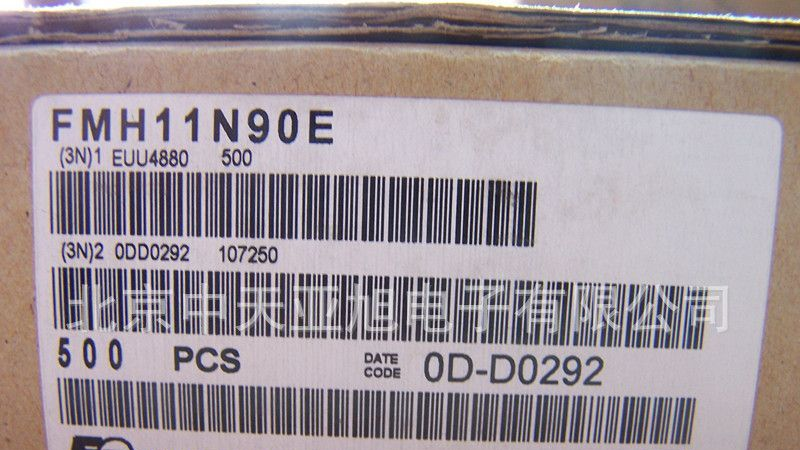 FMH11N90E
(3N)1 EUU4880 500
(3N)2 0DD0292 107250
北京中天亚旭电子有限公司
500 PCS DATE CODE 0D-D0292